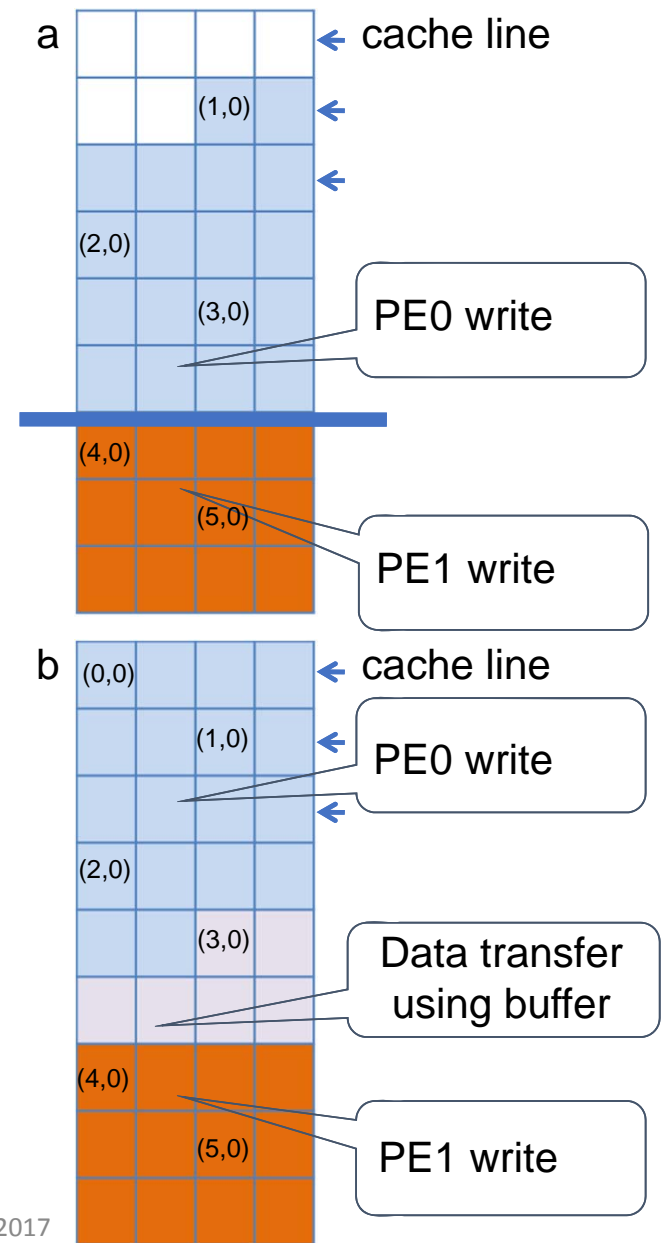 a
cache line
(1,0)
(2,0)
(3,0)
PE0 write
(4,0)
(5,0)
PE1 write
b
cache line
(0,0)
(1,0)
PE0 write
(2,0)
(3,0)
Data transfer
using buffer
(4,0)
(5,0)
PE1 write
2017